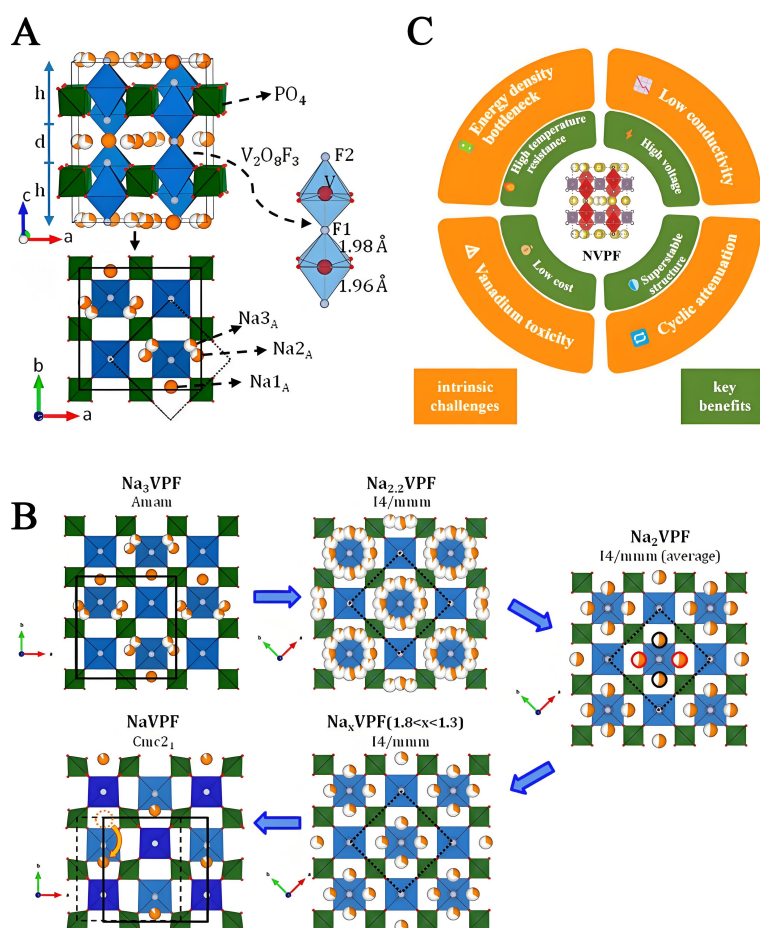 A
h
d
h
c
a
PO4
V2O8F3
F2
V
F1
1.98 Å
1.96 Å
b
a
Na3A
Na2A
Na1A
C
Energy density
bottleneck
Low conductivity
High temperature
resistance
High voltage
NVPF
Low cost
Superstable
structure
Vanadium toxicity
Cyclic attenuation
intrinsic
challenges
key
benefits
B
Na3VPF
Amam
Na2.2VPF
I4/mmm
Na2VPF
I4/mmm (average)
b
a
b
a
b
a
NaVPF
Cmc21
NaxVPF(1.8<x<1.3)
I4/mmm
b
a
b
a